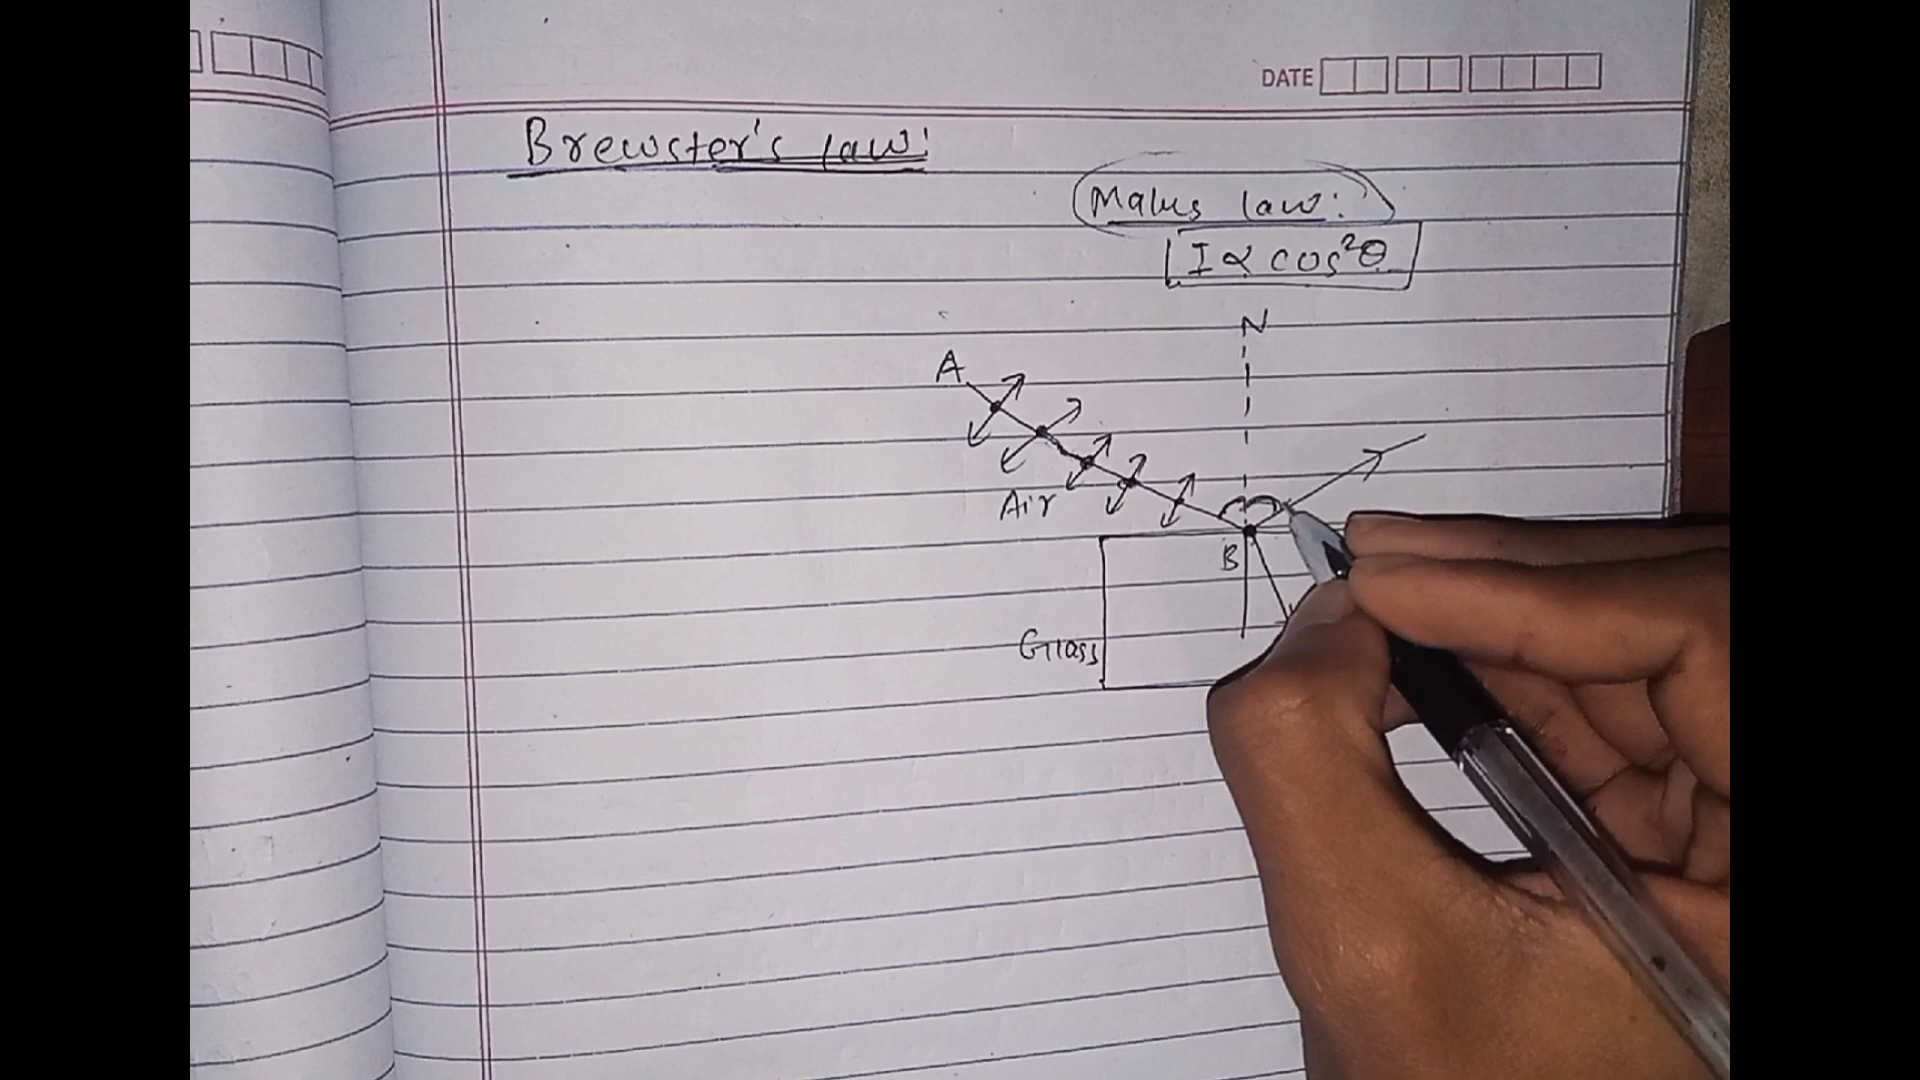 DATE
Brewster's law:
Malus law:
I ∝ cos²θ
N
A
Air
B
Glass